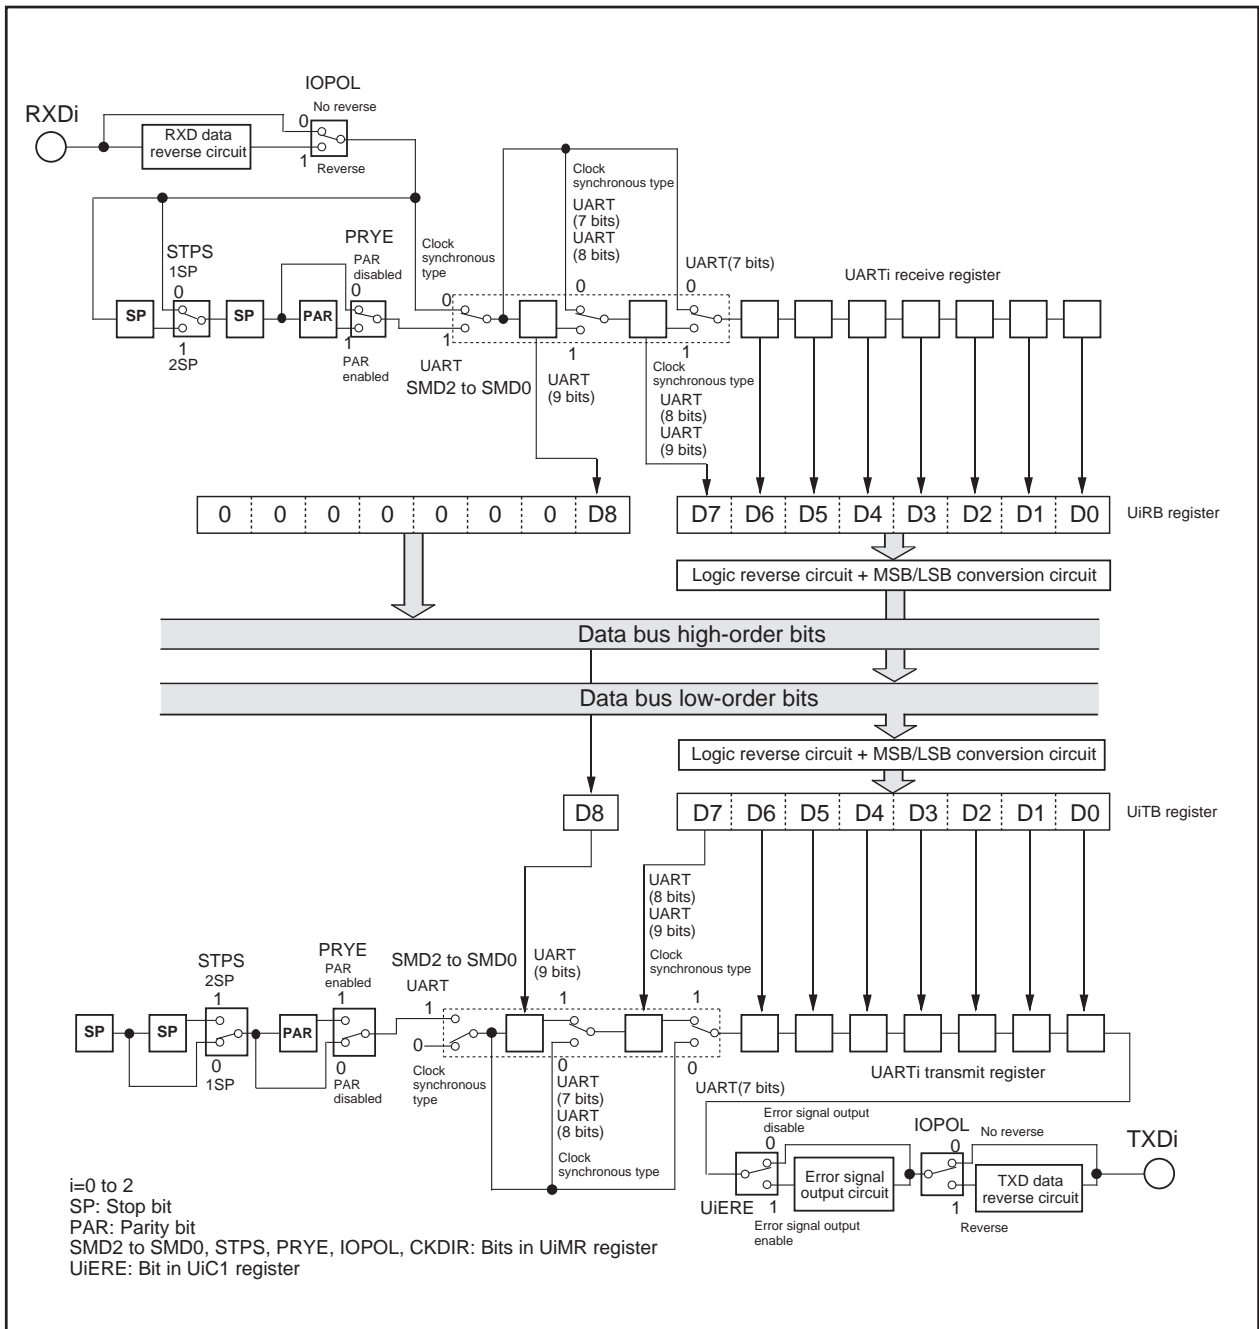 IOPOL
No reverse
RXDi
0
RXD data
reverse circuit
1
Reverse
Clock
synchronous type
UART
(7 bits)
UART
(8 bits)
STPS
1SP
0
PRYE
PAR
disabled
0
Clock
synchronous
type
0
0
UART(7 bits)
0
UARTi receive register
SP
SP
PAR
1
2SP
1
PAR
enabled
1
UART
SMD2 to SMD0
1
UART
(9 bits)
1
Clock
synchronous type
UART
(8 bits)
UART
(9 bits)
0 0 0 0 0 0 0 D8
D7 D6 D5 D4 D3 D2 D1 D0
UiRB register
Logic reverse circuit + MSB/LSB conversion circuit
Data bus high-order bits
Data bus low-order bits
Logic reverse circuit + MSB/LSB conversion circuit
D8
D7 D6 D5 D4 D3 D2 D1 D0
UiTB register
UART
(8 bits)
UART
(9 bits)
Clock
synchronous type
UART
(9 bits)
SMD2 to SMD0
UART
1
PRYE
PAR
enabled
1
STPS
2SP
1
1
1
SP
SP
PAR
0
0
1SP
0
PAR
disabled
Clock
synchronous
type
0
UART
(7 bits)
UART
(8 bits)
Clock
synchronous type
0
UART(7 bits)
UARTi transmit register
Error signal output
disable
0
IOPOL
0
No reverse
TXDi
Error signal
output circuit
TXD data
reverse circuit
UiERE
1
Error signal output
enable
1
Reverse
i=0 to 2
SP: Stop bit
PAR: Parity bit
SMD2 to SMD0, STPS, PRYE, IOPOL, CKDIR: Bits in UiMR register
UiERE: Bit in UiC1 register